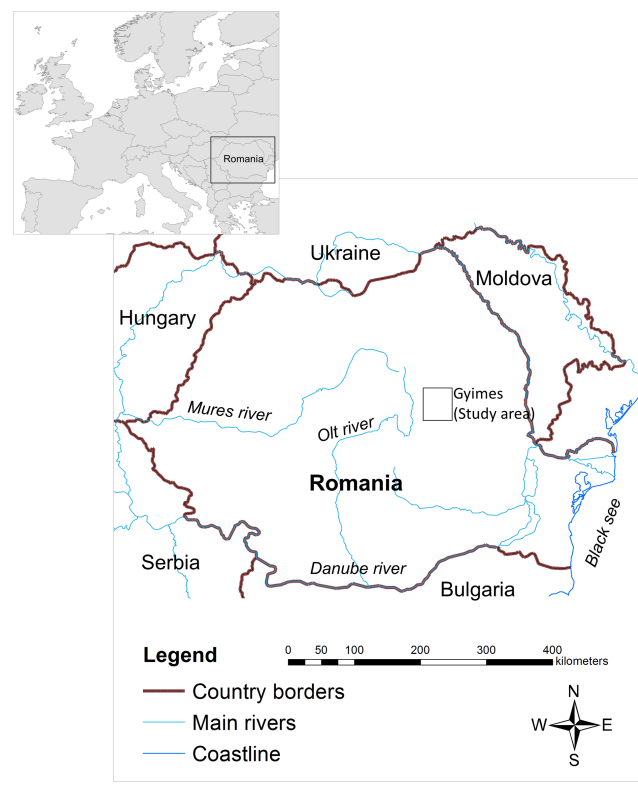 Romania
Ukraine
Moldova
Hungary
Gyimes
(Study area)
Mures river
Olt river
Romania
Black see
Serbia
Danube river
Bulgaria
Legend
0 50 100 200 300 400
kilometers
Country borders
Main rivers
Coastline
N
W E
S